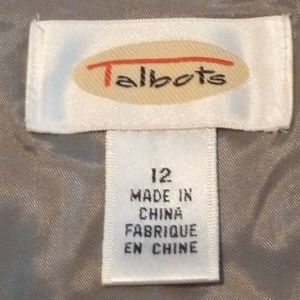 Talbots
12
MADE IN
CHINA
FABRIQUE
EN CHINE